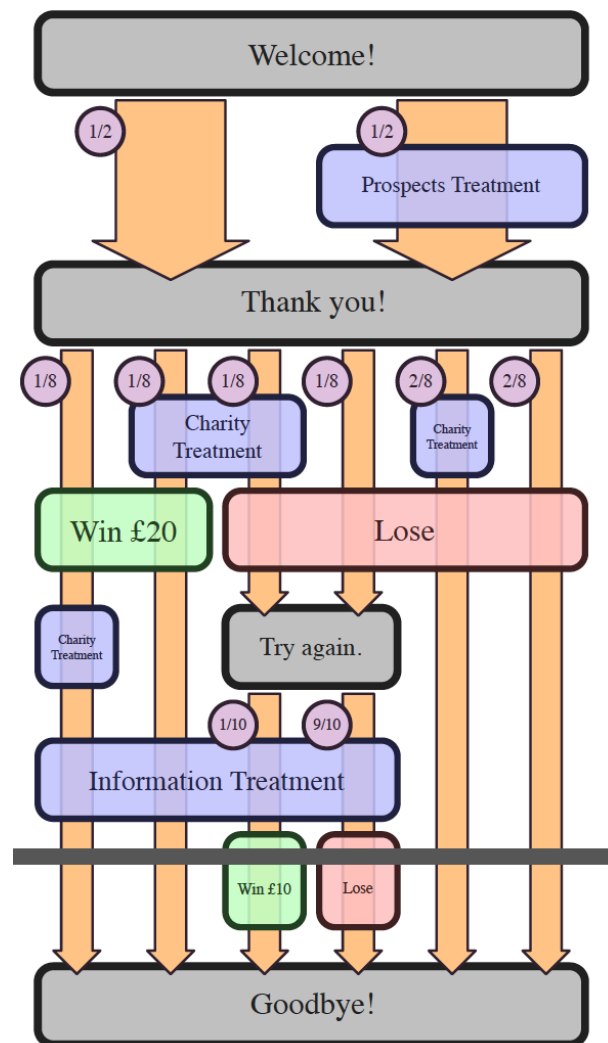 Welcome!
1/2
1/2
Prospects Treatment
Thank you!
1/8
1/8
1/8
1/8
2/8
2/8
Charity
Treatment
Charity
Treatment
Win £20
Lose
Charity
Treatment
Try again.
1/10
9/10
Information Treatment
Win £10
Lose
Goodbye!